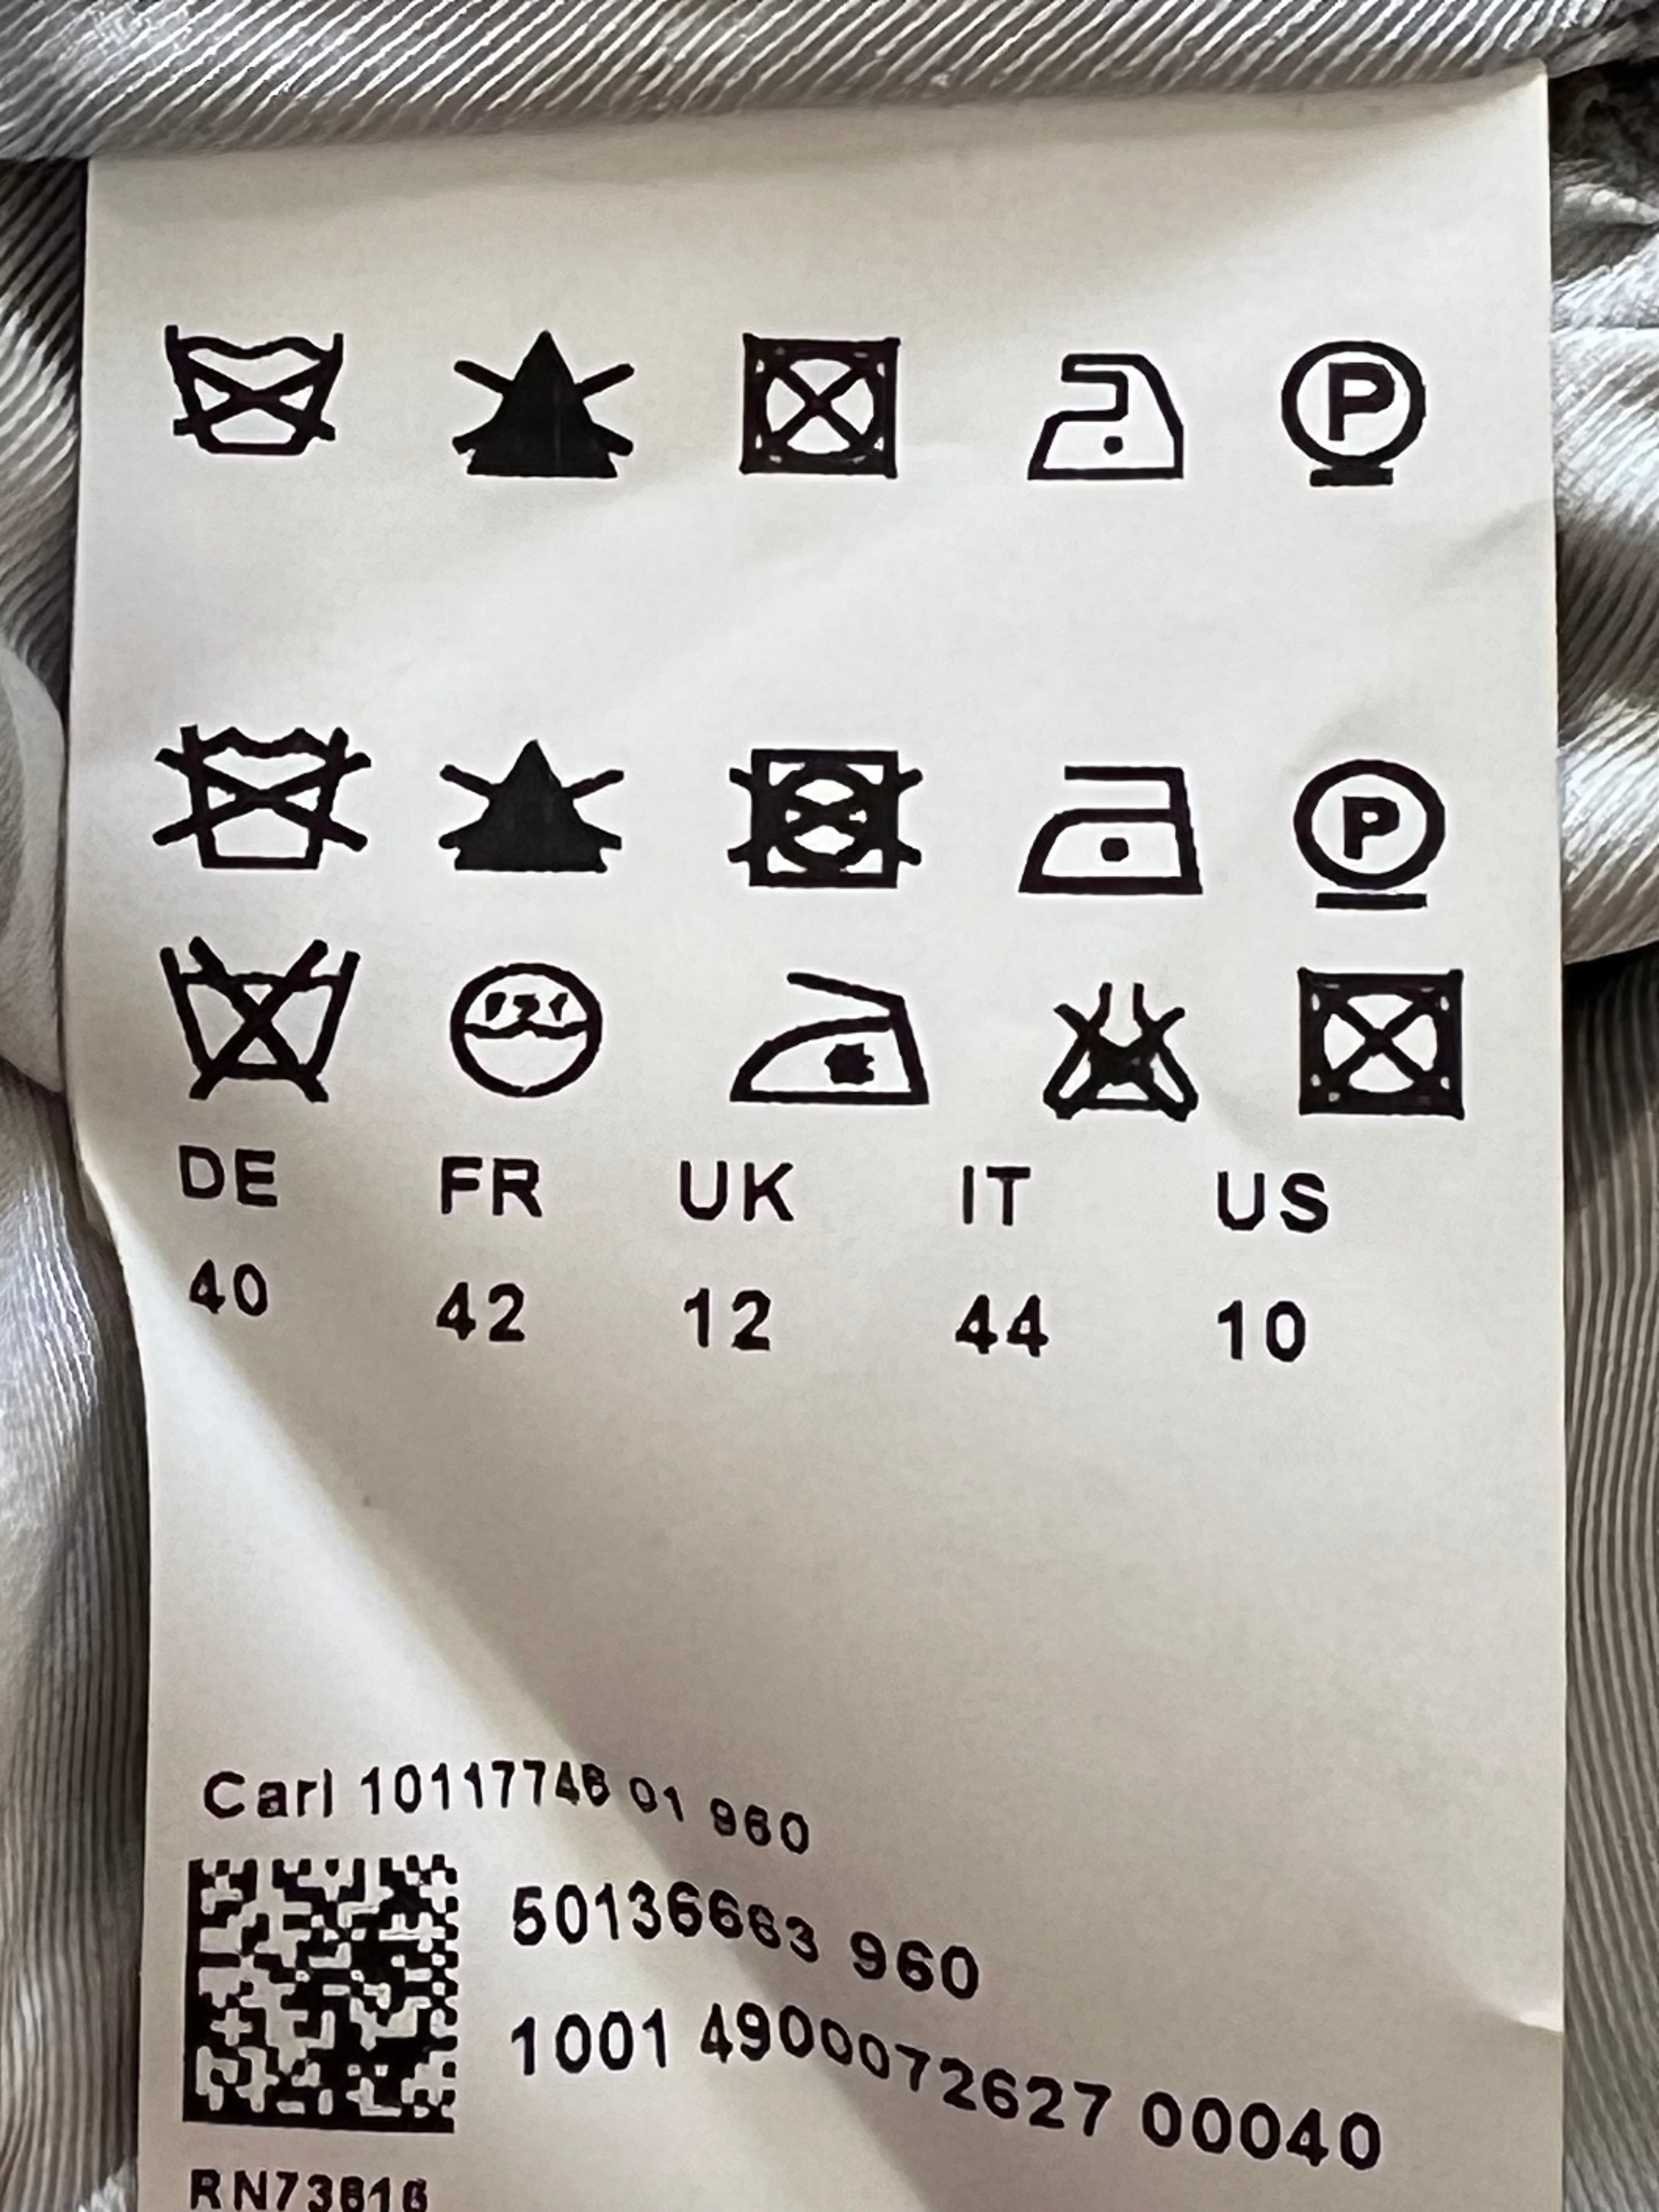 P
P
DE FR UK IT US
40 42 12 44 10
Carl 10117746 01 960
50136663 960
1001 4900072627 00040
RN73816